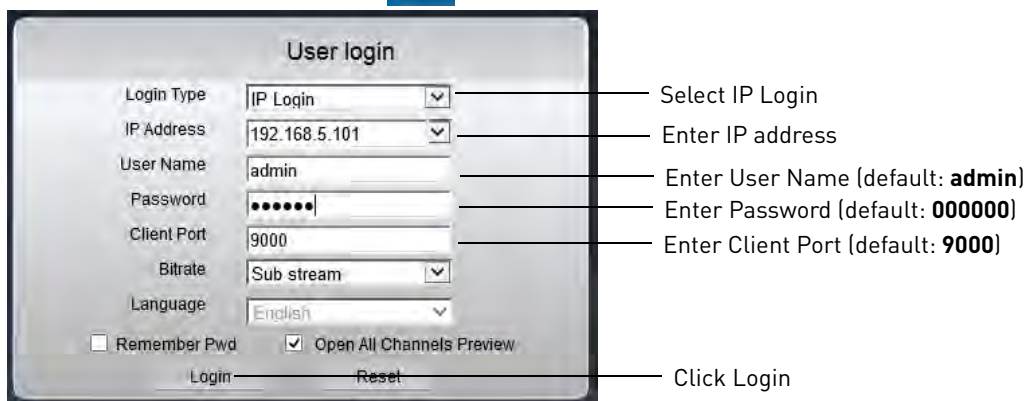 User login
Login Type IP Login Select IP Login
IP Address 192.168.5.101 Enter IP address
User Name admin Enter User Name (default: admin)
Password ●●●●●● Enter Password (default: 000000)
Client Port 9000 Enter Client Port (default: 9000)
Bitrate Sub stream
Language English
Remember Pwd Open All Channels Preview
Login Reset Click Login